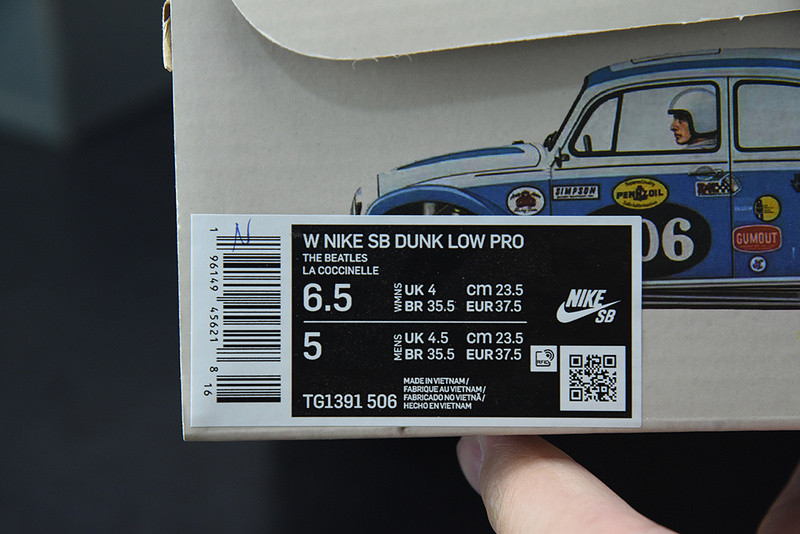 SIMPSON
PENNZOIL
06
GUMOUT
1 96149 45621 8 16
N
W NIKE SB DUNK LOW PRO
THE BEATLES
LA COCCINELLE
6.5 WMNS UK 4 cm 23.5
BR 35.5 EUR 37.5
5 MENS UK 4.5 cm 23.5
BR 35.5 EUR 37.5
NIKE
SB
RFID
TG1391 506
MADE IN VIETNAM/
FABRIQUE AU VIETNAM/
FABRICADO NO VIETNÃ/
HECHO EN VIETNAM